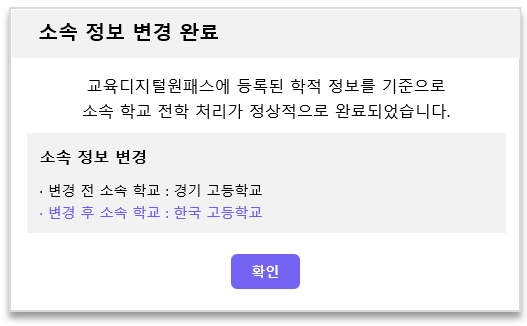 소속 정보 변경 완료
교육디지털원패스에 등록된 학적 정보를 기준으로
소속 학교 전학 처리가 정상적으로 완료되었습니다.
소속 정보 변경
· 변경 전 소속 학교 : 경기 고등학교
· 변경 후 소속 학교 : 한국 고등학교
확인